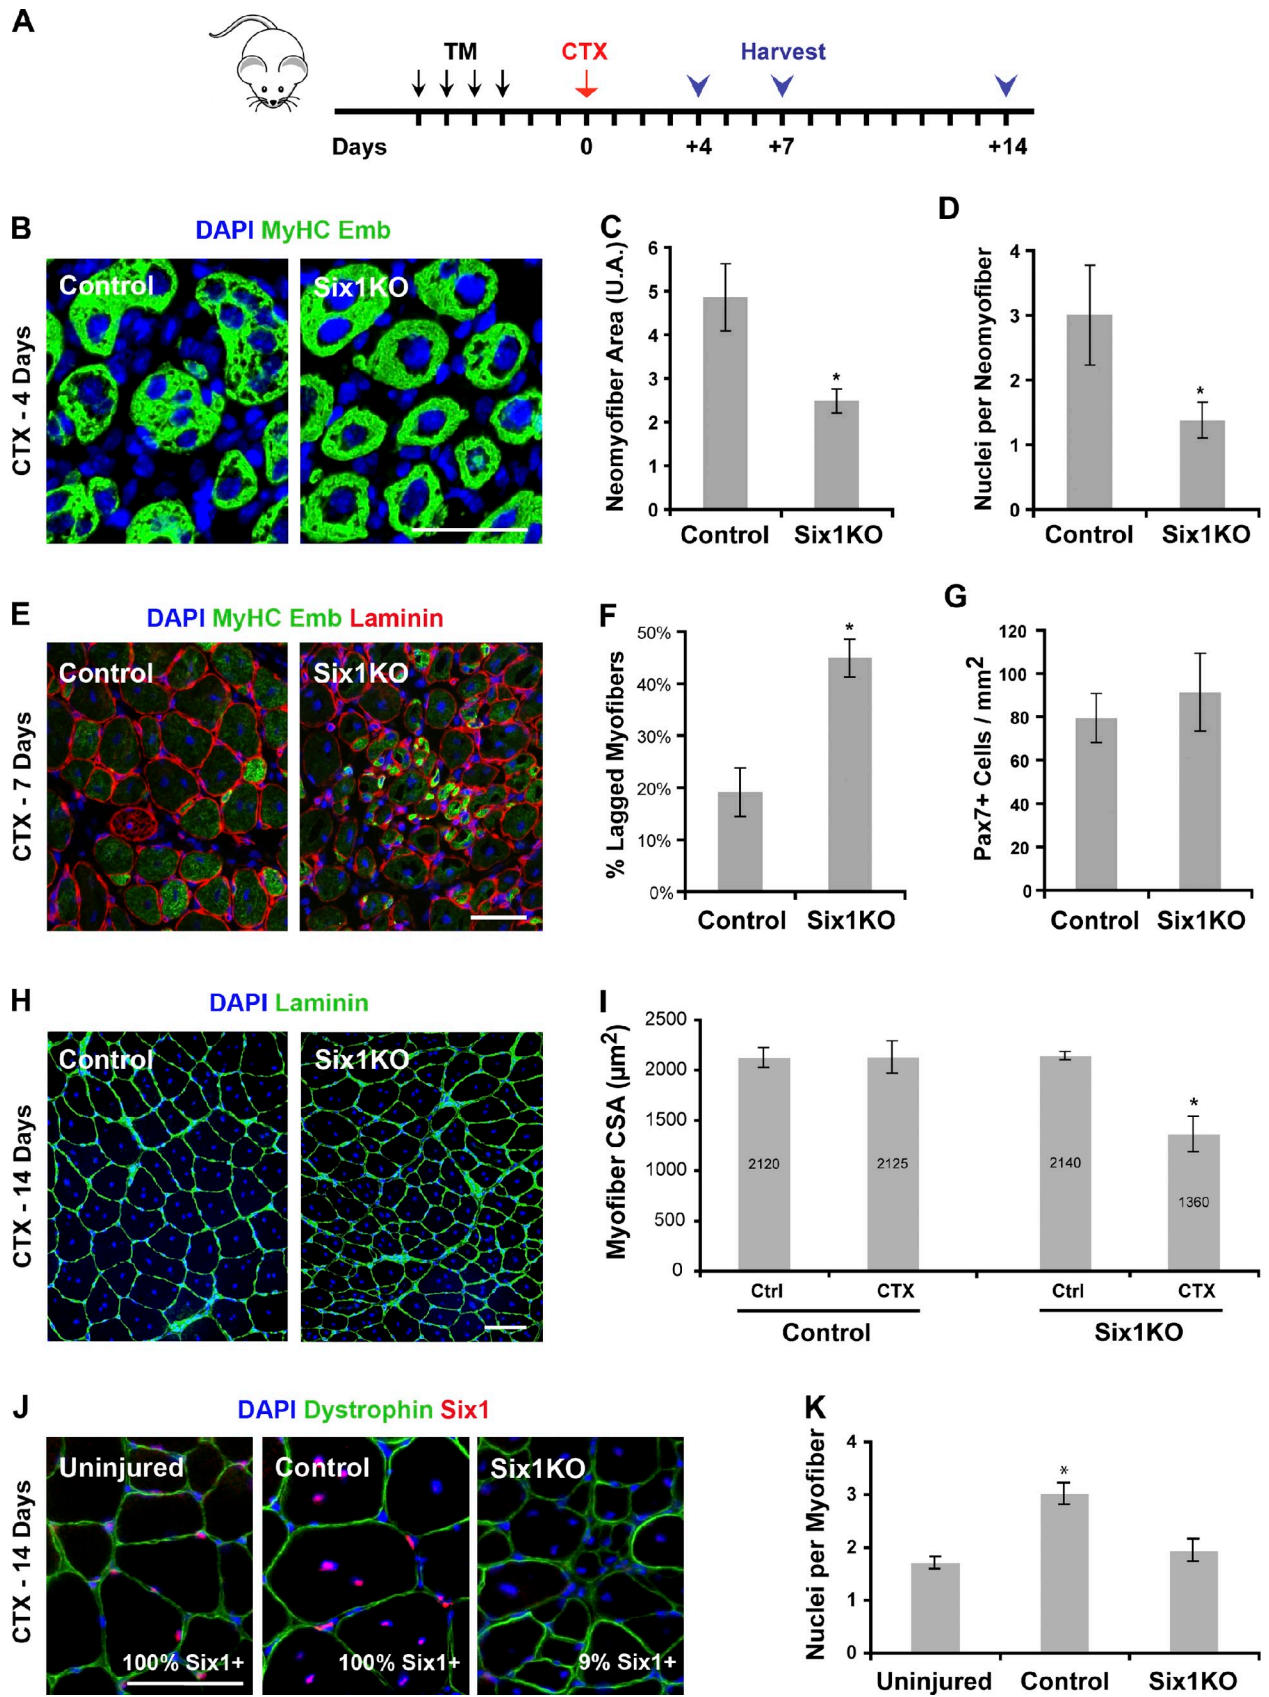 A
TM
CTX
Harvest
Days
0
+4
+7
+14
B
DAPI MyHC Emb
CTX - 4 Days
Control
Six1KO
C
Neomyofiber Area (U.A.)
6
5
4
3
2
1
0
*
Control
Six1KO
D
Nuclei per Neomyofiber
4
3
2
1
0
*
Control
Six1KO
E
DAPI MyHC Emb Laminin
CTX - 7 Days
Control
Six1KO
F
% Lagged Myofibers
50%
40%
30%
20%
10%
0%
*
Control
Six1KO
G
Pax7+ Cells / mm²
120
100
80
60
40
20
0
Control
Six1KO
H
DAPI Laminin
CTX - 14 Days
Control
Six1KO
I
Myofiber CSA (µm²)
2500
2000
1500
1000
500
0
2120
2125
2140
*
1360
Ctrl
CTX
Ctrl
CTX
Control
Six1KO
J
DAPI Dystrophin Six1
CTX - 14 Days
Uninjured
100% Six1+
Control
100% Six1+
Six1KO
9% Six1+
K
Nuclei per Myofiber
4
3
2
1
0
*
Uninjured
Control
Six1KO